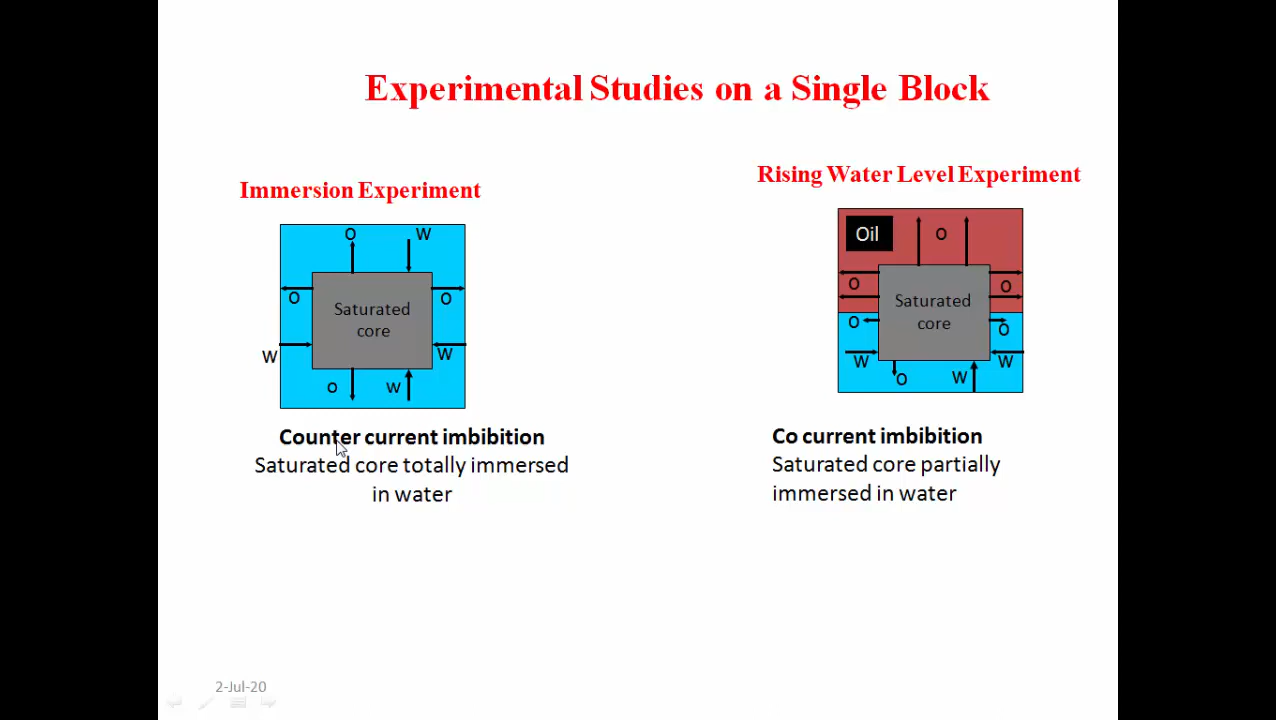 Experimental Studies on a Single Block
Immersion Experiment
O
W
O
Saturated
core
O
W
W
O
W
Counter current imbibition
Saturated core totally immersed
in water
Rising Water Level Experiment
Oil
O
O
Saturated
core
O
O
O
W
W
O
W
Co current imbibition
Saturated core partially
immersed in water
2-Jul-20